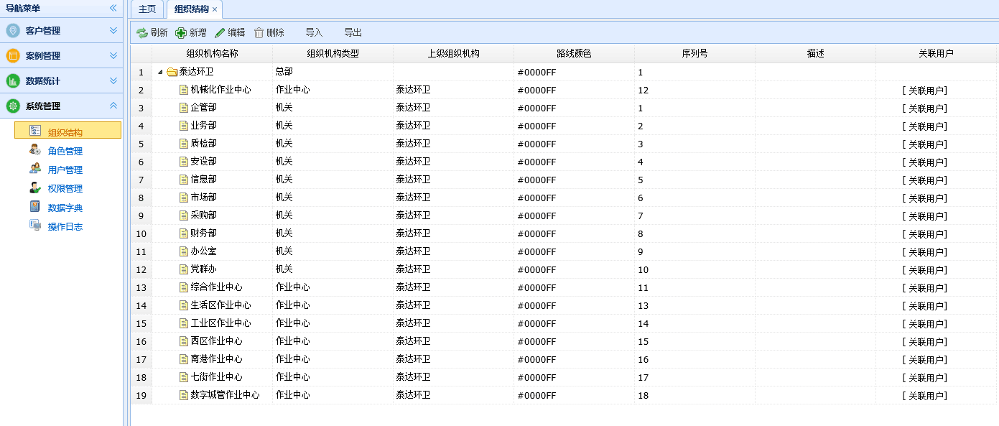 导航菜单
客户管理
案例管理
数据统计
系统管理
组织结构
角色管理
用户管理
权限管理
数据字典
操作日志
主页 组织结构 ×
刷新 新增 编辑 删除 导入 导出
组织机构名称 组织机构类型 上级组织机构 路线颜色 序列号 描述 关联用户
1 泰达环卫 总部 #0000FF 1
2 机械化作业中心 作业中心 泰达环卫 #0000FF 12 [ 关联用户]
3 企管部 机关 泰达环卫 #0000FF 1 [ 关联用户]
4 业务部 机关 泰达环卫 #0000FF 2 [ 关联用户]
5 质检部 机关 泰达环卫 #0000FF 3 [ 关联用户]
6 安设部 机关 泰达环卫 #0000FF 4 [ 关联用户]
7 信息部 机关 泰达环卫 #0000FF 5 [ 关联用户]
8 市场部 机关 泰达环卫 #0000FF 6 [ 关联用户]
9 采购部 机关 泰达环卫 #0000FF 7 [ 关联用户]
10 财务部 机关 泰达环卫 #0000FF 8 [ 关联用户]
11 办公室 机关 泰达环卫 #0000FF 9 [ 关联用户]
12 党群办 机关 泰达环卫 #0000FF 10 [ 关联用户]
13 综合作业中心 作业中心 泰达环卫 #0000FF 11 [ 关联用户]
14 生活区作业中心 作业中心 泰达环卫 #0000FF 13 [ 关联用户]
15 工业区作业中心 作业中心 泰达环卫 #0000FF 14 [ 关联用户]
16 西区作业中心 作业中心 泰达环卫 #0000FF 15 [ 关联用户]
17 南港作业中心 作业中心 泰达环卫 #0000FF 16 [ 关联用户]
18 七街作业中心 作业中心 泰达环卫 #0000FF 17 [ 关联用户]
19 数字城管作业中心 作业中心 泰达环卫 #0000FF 18 [ 关联用户]